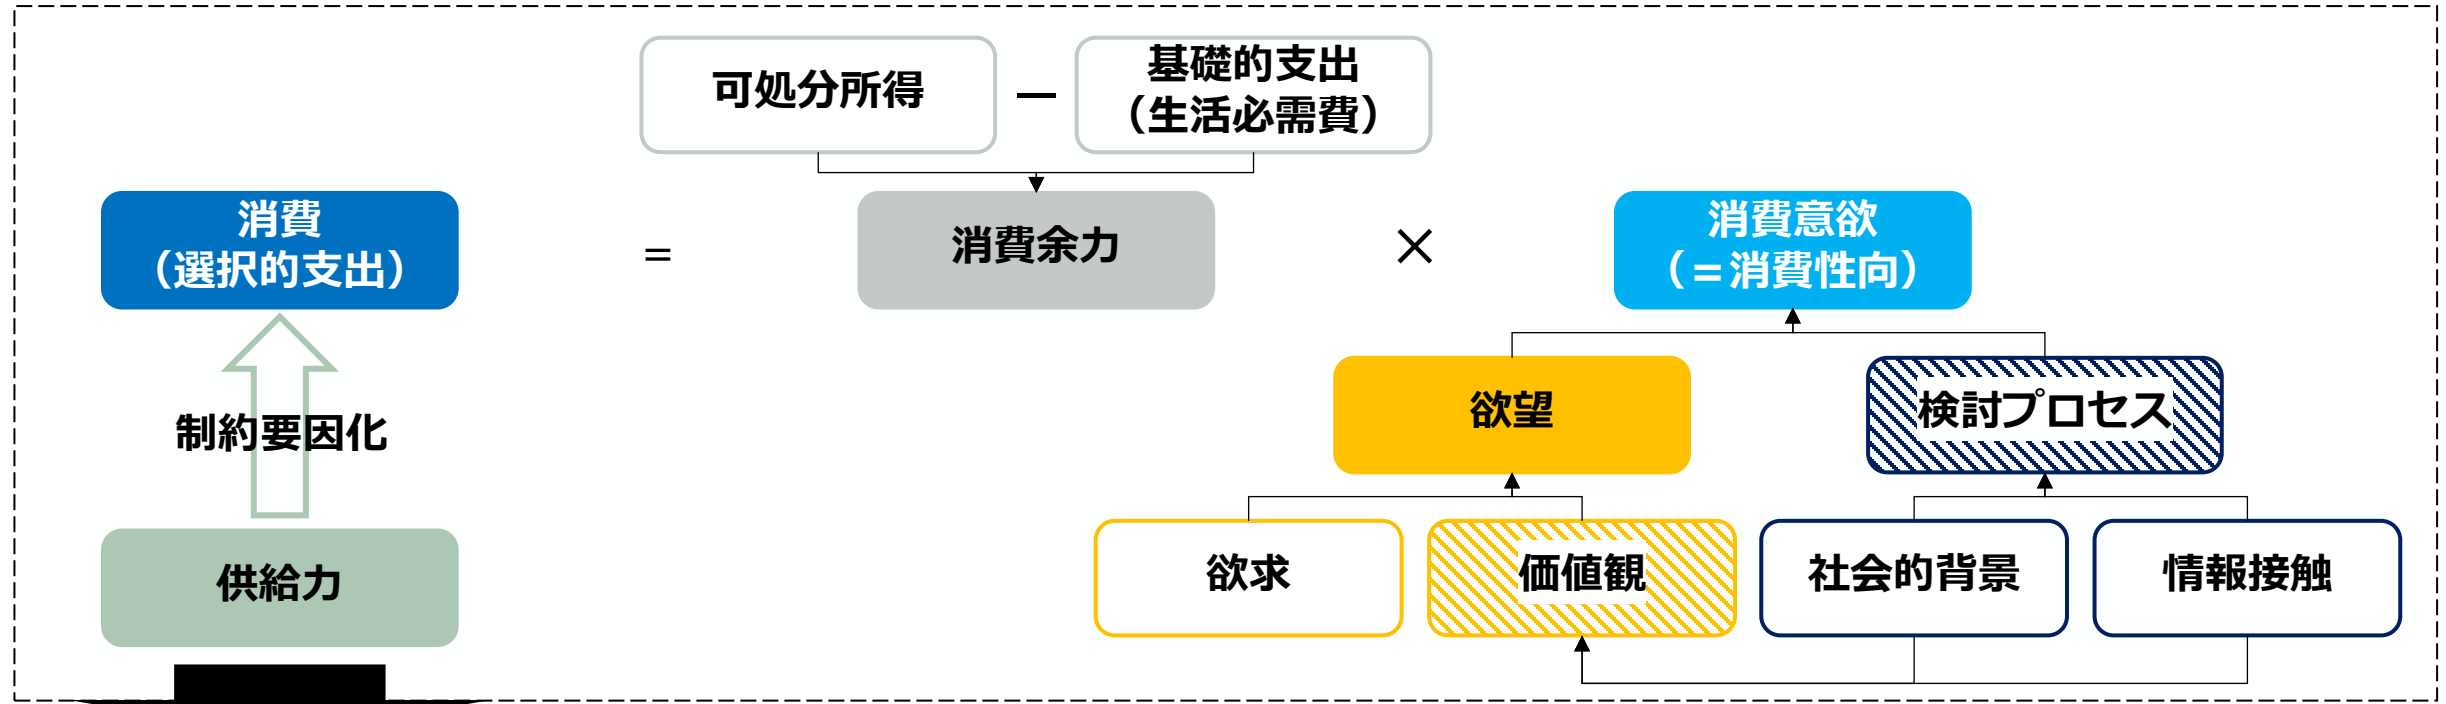 可処分所得
―
基礎的支出
（生活必需費）
消費
（選択的支出）
＝
消費余力
×
消費意欲
（＝消費性向）
制約要因化
欲望
検討プロセス
供給力
欲求
価値観
社会的背景
情報接触